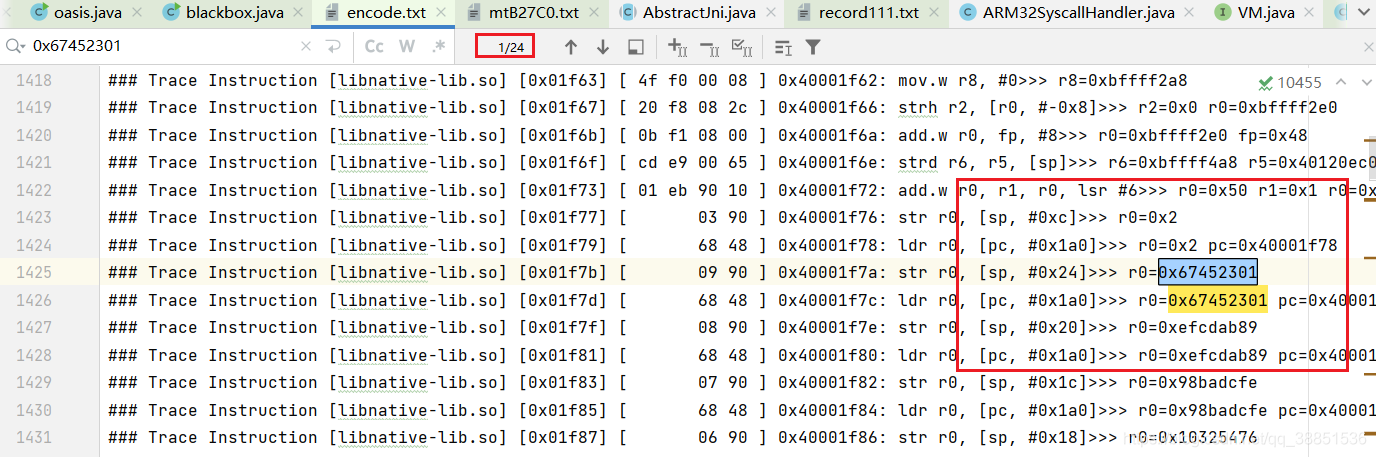 oasis.java × blackbox.java × encode.txt × mtB27C0.txt × AbstractJni.java × record111.txt × ARM32SyscallHandler.java × VM.java ×
0x67452301 × Cc W .* 1/24
10455
1418 ### Trace Instruction [libnative-lib.so] [0x01f63] [ 4f f0 00 08 ] 0x40001f62: mov.w r8, #0>>> r8=0xbffff2a8
1419 ### Trace Instruction [libnative-lib.so] [0x01f67] [ 20 f8 08 2c ] 0x40001f66: strh r2, [r0, #-0x8]>>> r2=0x0 r0=0xbffff2e0
1420 ### Trace Instruction [libnative-lib.so] [0x01f6b] [ 0b f1 08 00 ] 0x40001f6a: add.w r0, fp, #8>>> r0=0xbffff2e0 fp=0x48
1421 ### Trace Instruction [libnative-lib.so] [0x01f6f] [ cd e9 00 65 ] 0x40001f6e: strd r6, r5, [sp]>>> r6=0xbffff4a8 r5=0x40120ec0
1422 ### Trace Instruction [libnative-lib.so] [0x01f73] [ 01 eb 90 10 ] 0x40001f72: add.w r0, r1, r0, lsr #6>>> r0=0x50 r1=0x1 r0=0x
1423 ### Trace Instruction [libnative-lib.so] [0x01f77] [ 03 90 ] 0x40001f76: str r0, [sp, #0xc]>>> r0=0x2
1424 ### Trace Instruction [libnative-lib.so] [0x01f79] [ 68 48 ] 0x40001f78: ldr r0, [pc, #0x1a0]>>> r0=0x2 pc=0x40001f78
1425 ### Trace Instruction [libnative-lib.so] [0x01f7b] [ 09 90 ] 0x40001f7a: str r0, [sp, #0x24]>>> r0=0x67452301
1426 ### Trace Instruction [libnative-lib.so] [0x01f7d] [ 68 48 ] 0x40001f7c: ldr r0, [pc, #0x1a0]>>> r0=0x67452301 pc=0x40001
1427 ### Trace Instruction [libnative-lib.so] [0x01f7f] [ 08 90 ] 0x40001f7e: str r0, [sp, #0x20]>>> r0=0xefcdab89
1428 ### Trace Instruction [libnative-lib.so] [0x01f81] [ 68 48 ] 0x40001f80: ldr r0, [pc, #0x1a0]>>> r0=0xefcdab89 pc=0x40001
1429 ### Trace Instruction [libnative-lib.so] [0x01f83] [ 07 90 ] 0x40001f82: str r0, [sp, #0x1c]>>> r0=0x98badcfe
1430 ### Trace Instruction [libnative-lib.so] [0x01f85] [ 68 48 ] 0x40001f84: ldr r0, [pc, #0x1a0]>>> r0=0x98badcfe pc=0x40001
1431 ### Trace Instruction [libnative-lib.so] [0x01f87] [ 06 90 ] 0x40001f86: str r0, [sp, #0x18]>>> r0=0x10325476